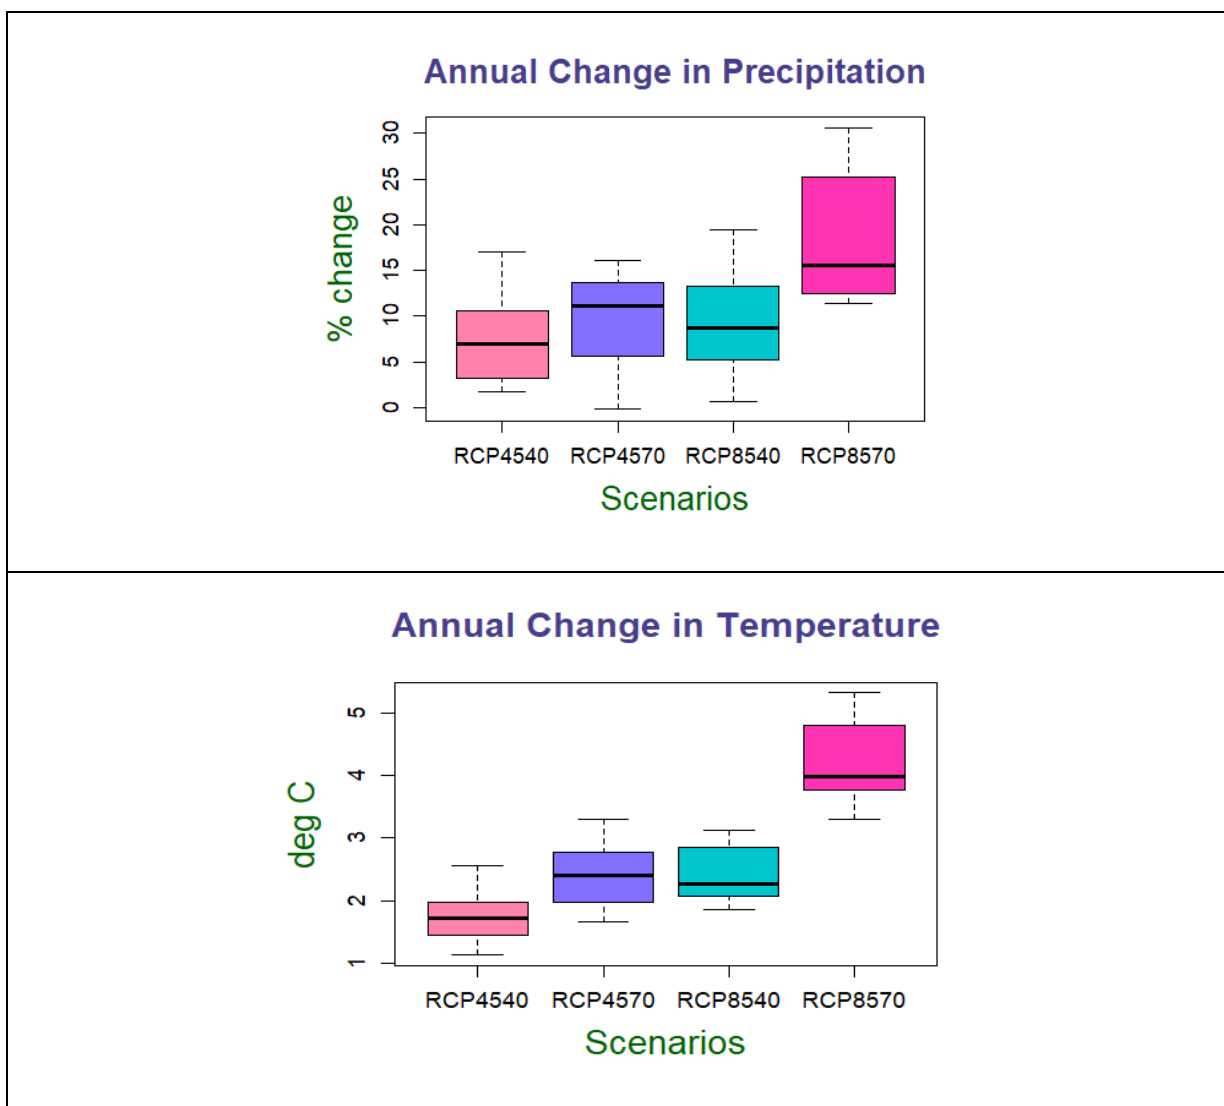 Annual Change in Precipitation
% change
30
25
20
15
10
5
0
RCP4540 RCP4570 RCP8540 RCP8570
Scenarios
Annual Change in Temperature
deg C
5
4
3
2
1
RCP4540 RCP4570 RCP8540 RCP8570
Scenarios